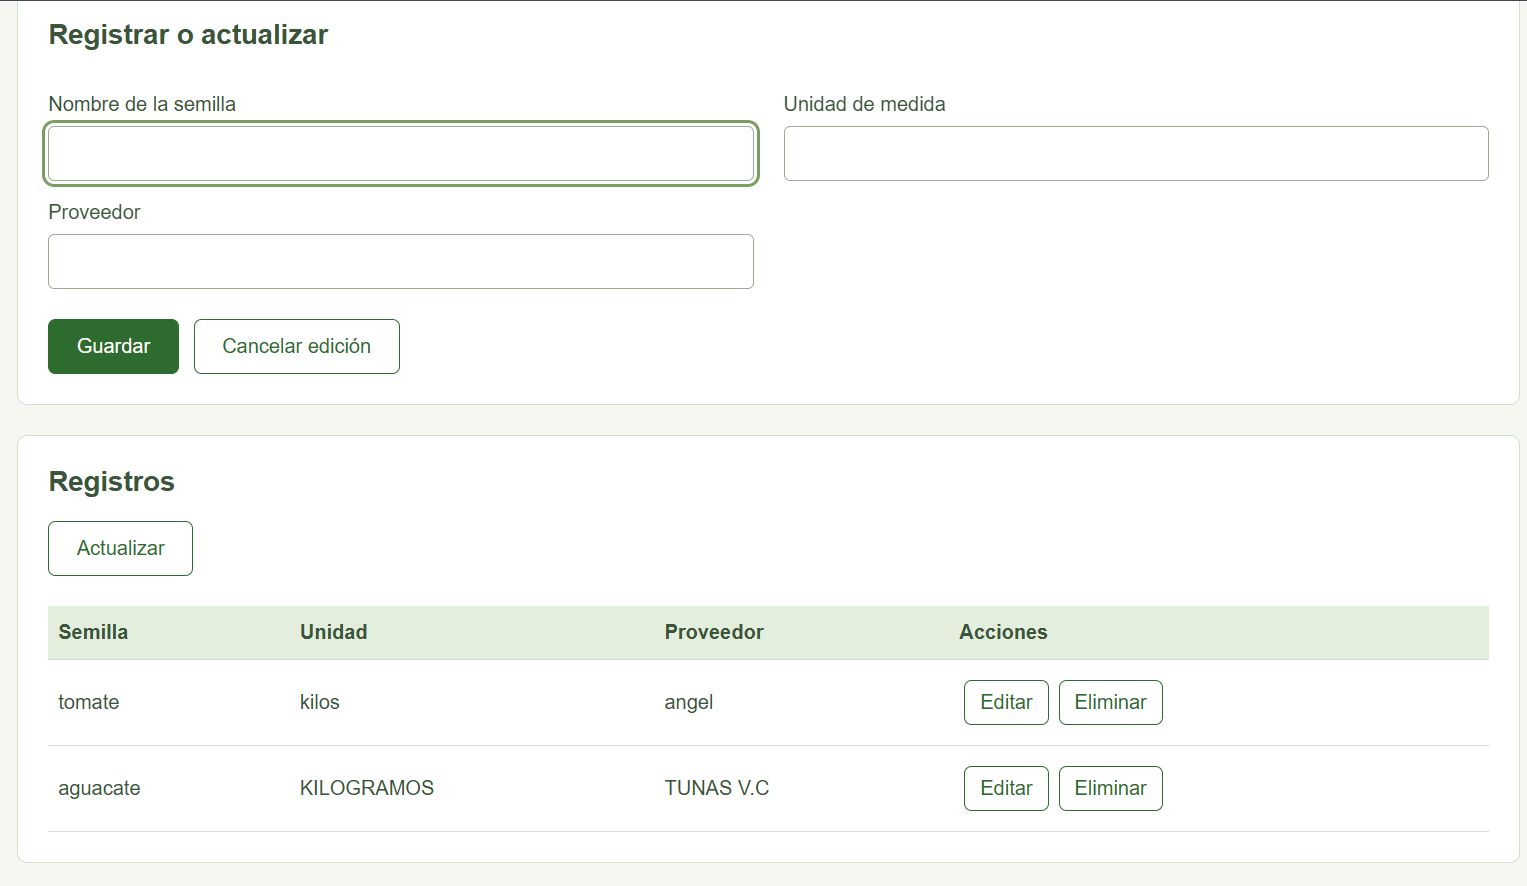 Registrar o actualizar
Nombre de la semilla Unidad de medida
Proveedor
Guardar Cancelar edición
Registros
Actualizar
Semilla Unidad Proveedor Acciones
tomate kilos angel Editar Eliminar
aguacate KILOGRAMOS TUNAS V.C Editar Eliminar